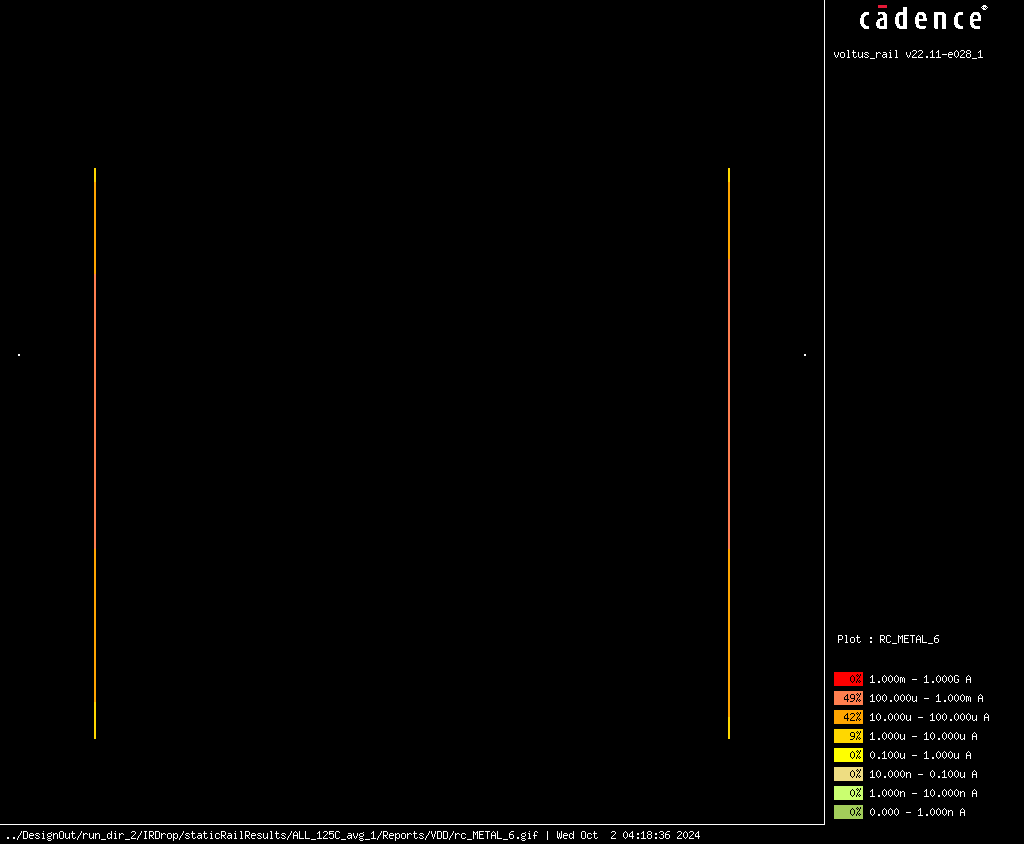 cādence®
voltus_rail v22.11-e028_1
Plot : RC_METAL_6
0% 1.000m - 1.000G A
49% 100.000u - 1.000m A
42% 10.000u - 100.000u A
9% 1.000u - 10.000u A
0% 0.100u - 1.000u A
0% 10.000n - 0.100u A
0% 1.000n - 10.000n A
0% 0.000 - 1.000n A
../DesignOut/run_dir_2/IRDrop/staticRailResults/ALL_125C_avg_1/Reports/VDD/rc_METAL_6.gif | Wed Oct  2 04:18:36 2024